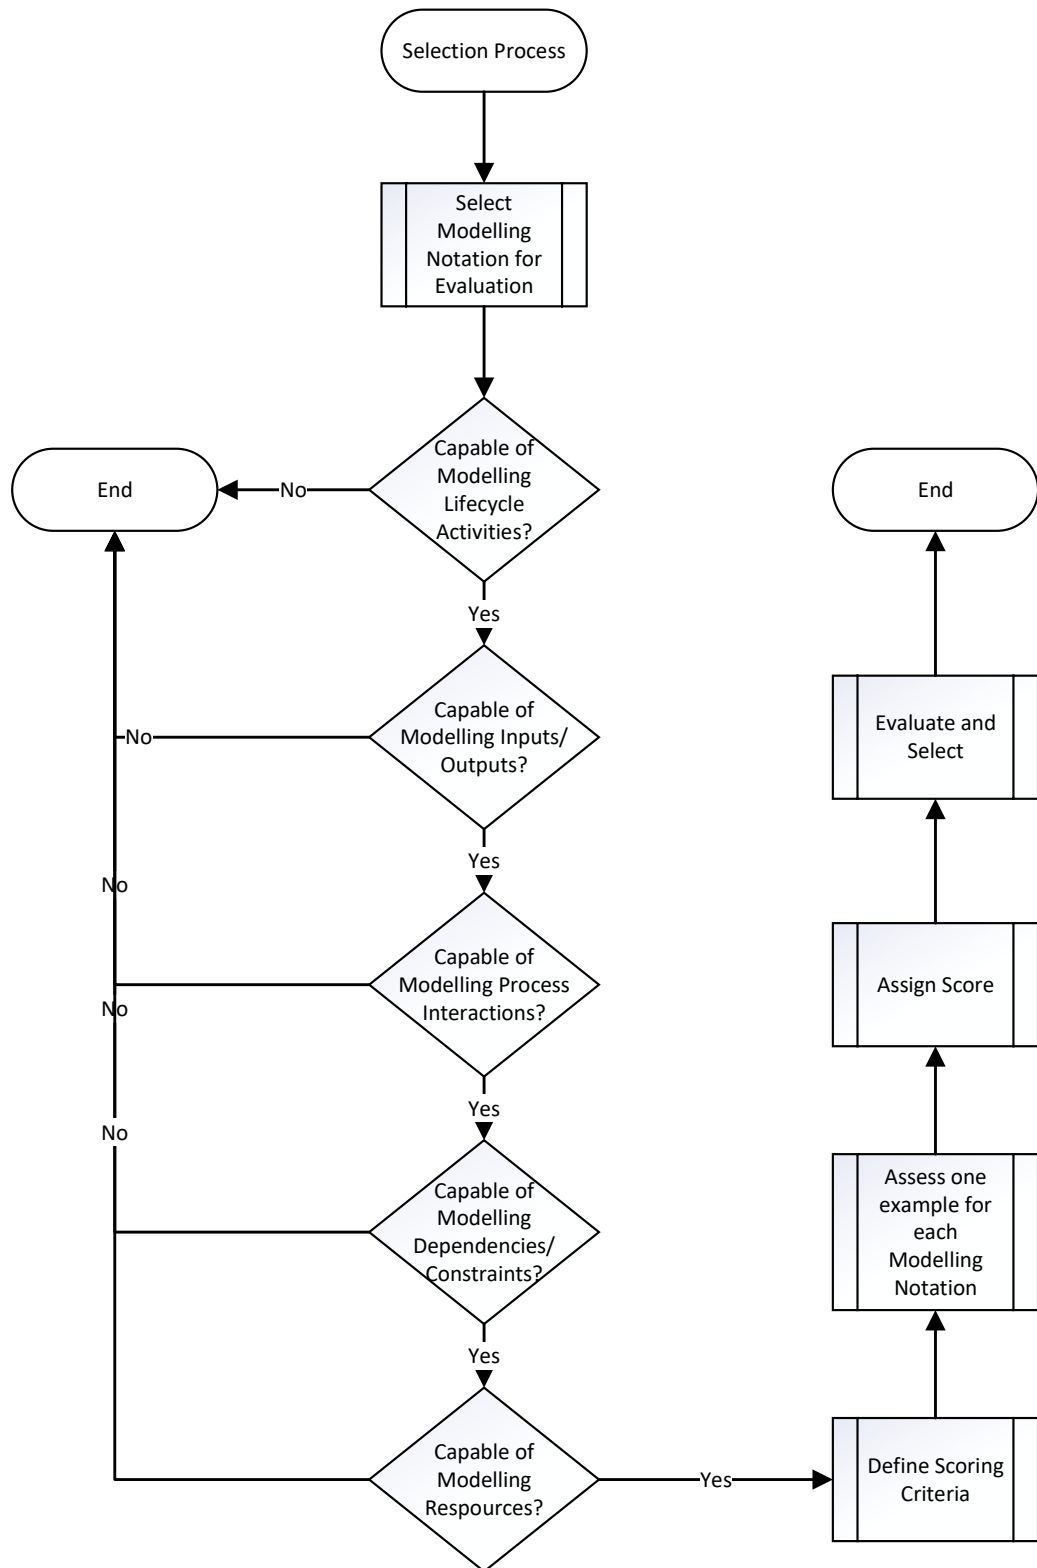 Selection Process
Select
Modelling
Notation for
Evaluation
Capable of
Modelling
Lifecycle
Activities?
No
End
Yes
Capable of
Modelling Inputs/
Outputs?
No
Yes
Capable of
Modelling Process
Interactions?
No
No
Yes
Capable of
Modelling
Dependencies/
Constraints?
No
Yes
Capable of
Modelling
Respources?
Yes
Define Scoring
Criteria
Assess one
example for
each
Modelling
Notation
Assign Score
Evaluate and
Select
End